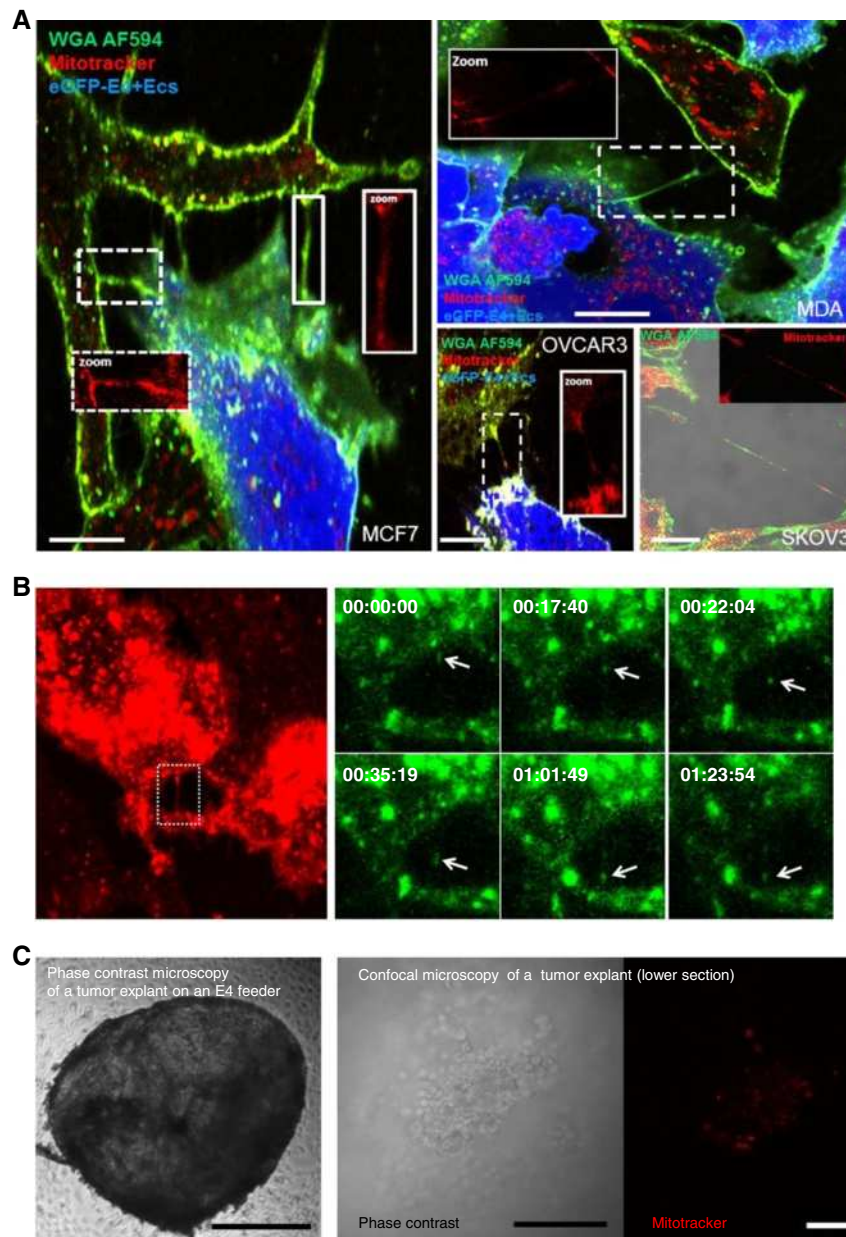 A
WGA AF594
Mitotracker
eGFP-E4+Ecs
zoom
zoom
MCF7
Zoom
WGA AF594
Mitotracker
eGFP-E4+Ecs
MDA
WGA AF594
Mitotracker
eGFP-E4+Ecs
OVCAR3
zoom
WGA AF594
Mitotracker
SKOV3
B
00:00:00
00:17:40
00:22:04
00:35:19
01:01:49
01:23:54
C
Phase contrast microscopy
of a tumor explant on an E4 feeder
Confocal microscopy of a tumor explant (lower section)
Phase contrast
Mitotracker